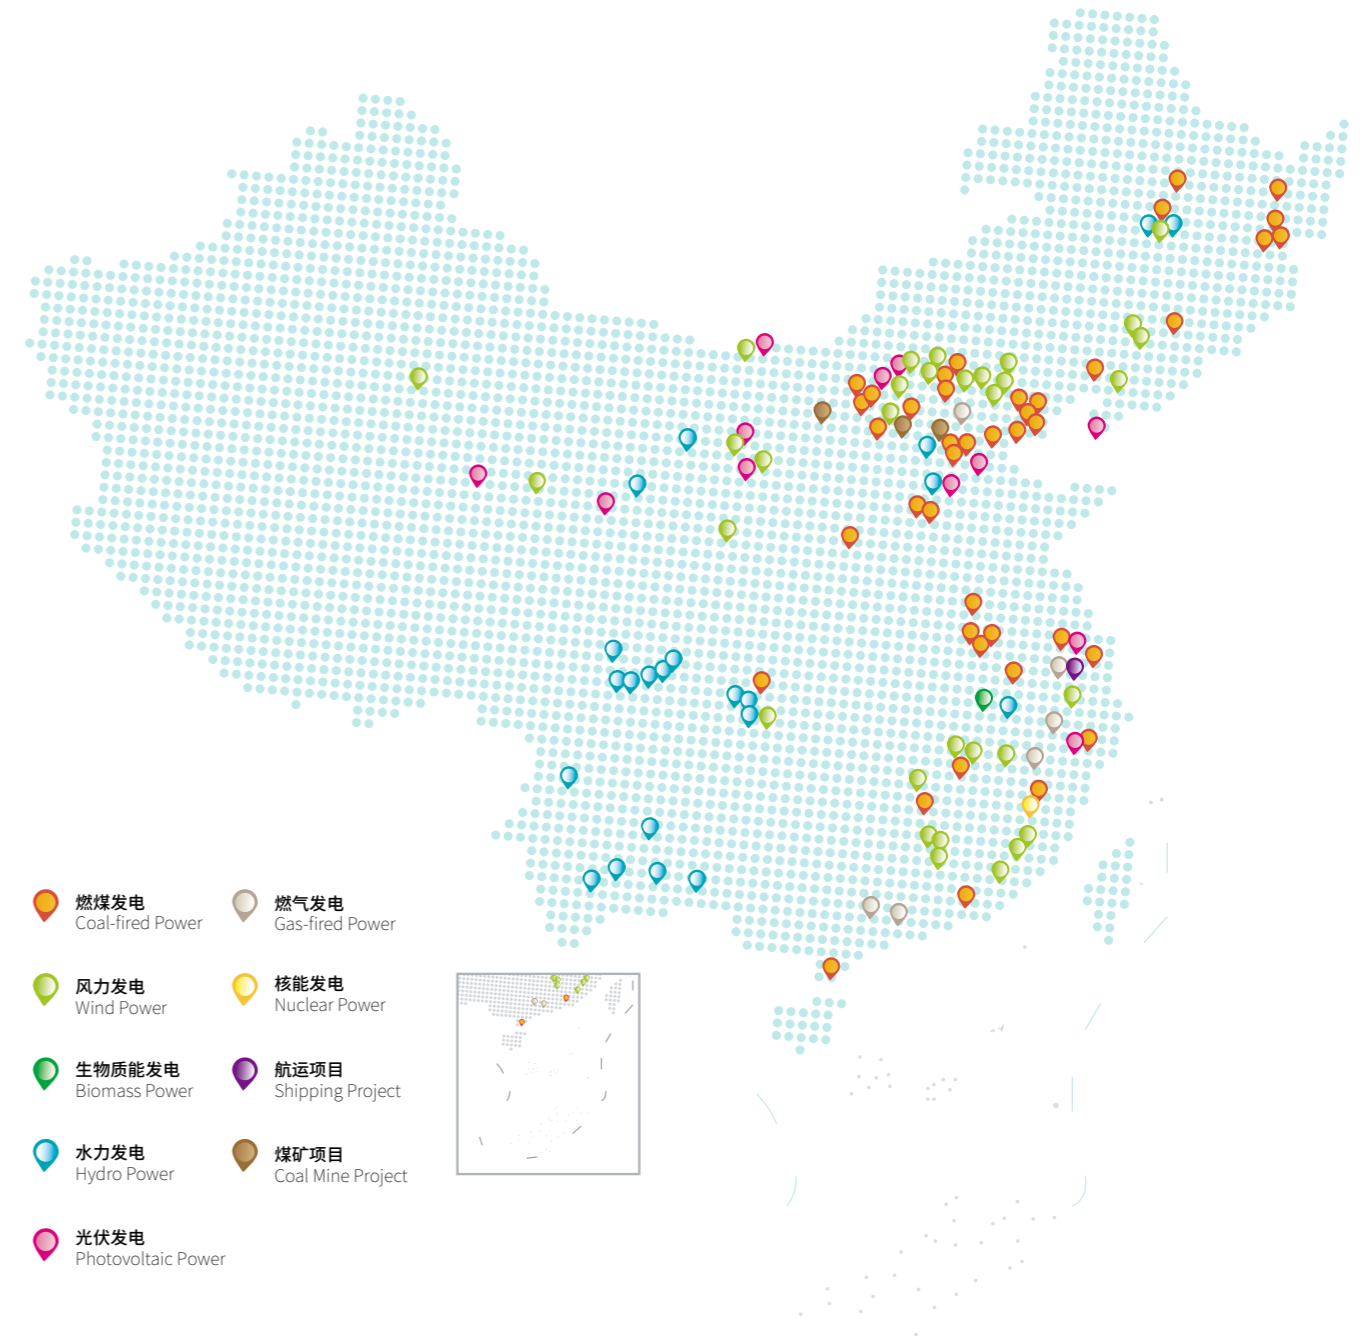 燃煤发电
Coal-fired Power
燃气发电
Gas-fired Power
风力发电
Wind Power
核能发电
Nuclear Power
生物质能发电
Biomass Power
航运项目
Shipping Project
水力发电
Hydro Power
煤矿项目
Coal Mine Project
光伏发电
Photovoltaic Power